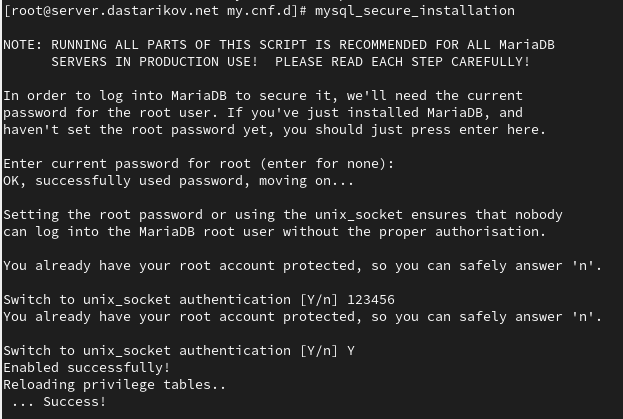 [root@server.dastarikov.net my.cnf.d]# mysql_secure_installation
NOTE: RUNNING ALL PARTS OF THIS SCRIPT IS RECOMMENDED FOR ALL MariaDB
SERVERS IN PRODUCTION USE!  PLEASE READ EACH STEP CAREFULLY!
In order to log into MariaDB to secure it, we'll need the current
password for the root user. If you've just installed MariaDB, and
haven't set the root password yet, you should just press enter here.
Enter current password for root (enter for none):
OK, successfully used password, moving on...
Setting the root password or using the unix_socket ensures that nobody
can log into the MariaDB root user without the proper authorisation.
You already have your root account protected, so you can safely answer 'n'.
Switch to unix_socket authentication [Y/n] 123456
You already have your root account protected, so you can safely answer 'n'.
Switch to unix_socket authentication [Y/n] Y
Enabled successfully!
Reloading privilege tables..
 ... Success!